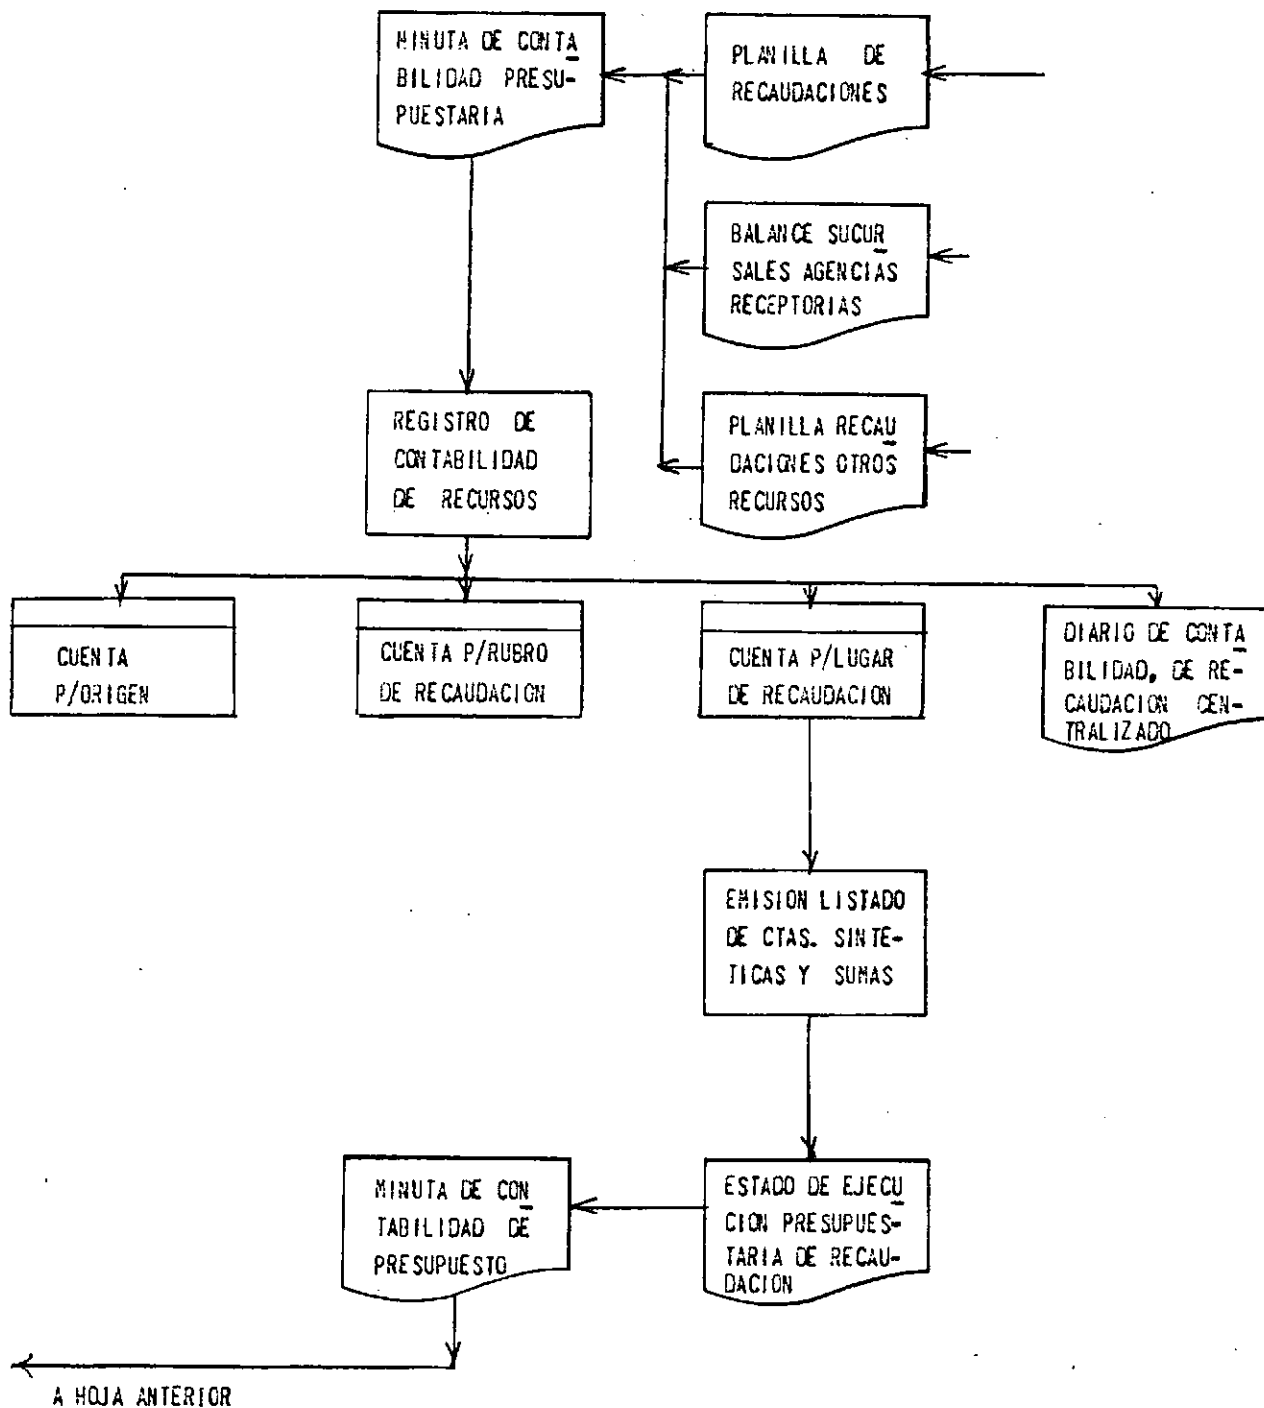 MINUTA DE CONTA
BILIDAD PRESU-
PUESTARIA
PLANILLA DE
RECAUDACIONES
BALANCE SUCUR
SALES AGENCIAS
RECEPTORIAS
REGISTRO DE
CONTABILIDAD
DE RECURSOS
PLANILLA RECAU
DACIONES OTROS
RECURSOS
CUENTA
P/ORIGEN
CUENTA P/RUBRO
DE RECAUDACION
CUENTA P/LUGAR
DE RECAUDACION
DIARIO DE CONTA
BILIDAD, DE RE-
CAUDACION CEN-
TRALIZADO
EMISION LISTADO
DE CTAS. SINTE-
TICAS Y SUMAS
MINUTA DE CON
TABILIDAD DE
PRESUPUESTO
ESTADO DE EJECU
CION PRESUPUES-
TARIA DE RECAU-
DACION
A HOJA ANTERIOR